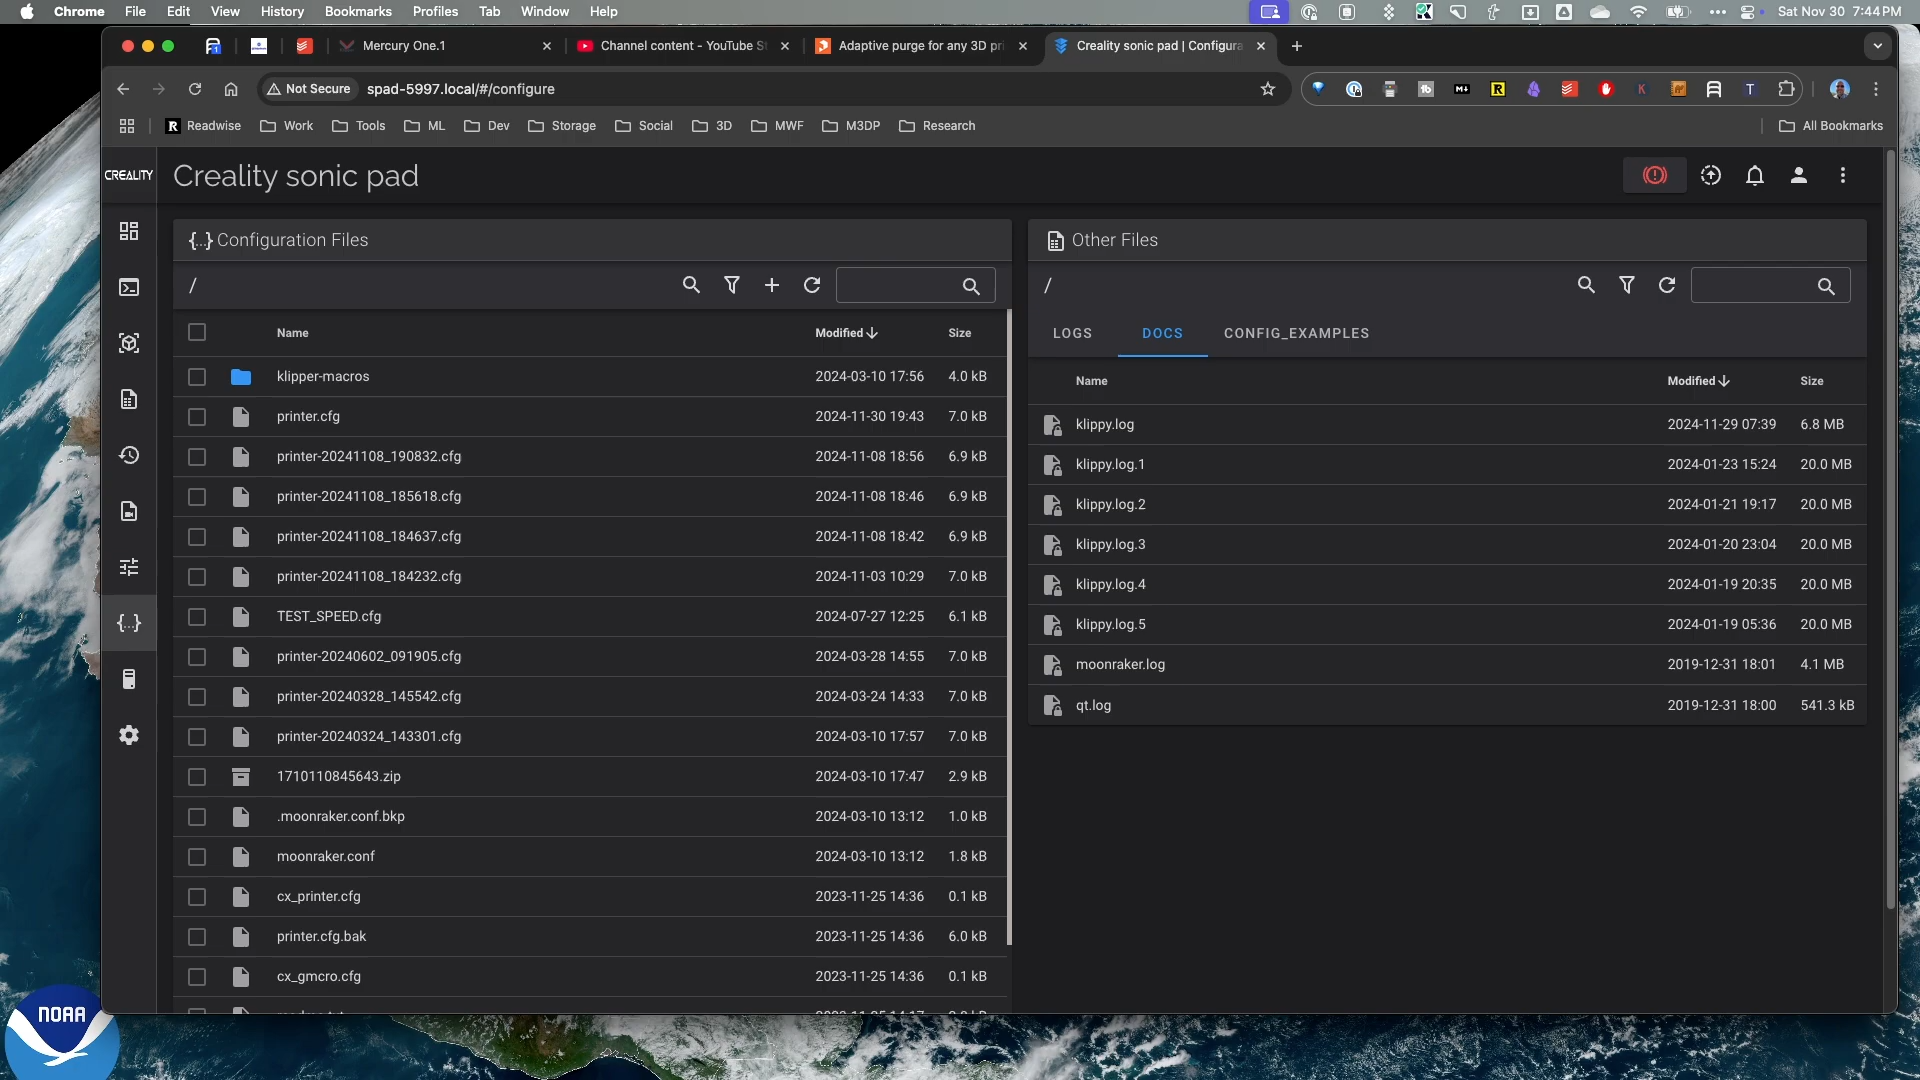 Chrome File Edit View History Bookmarks Profiles Tab Window Help
Sat Nov 30 7:44 PM
Mercury One.1
Channel content - YouTube St
Adaptive purge for any 3D pri
Creality sonic pad | Configura
Not Secure
spad-5997.local/#/configure
Readwise Work Tools ML Dev Storage Social 3D MWF M3DP Research
All Bookmarks
CREALITY
Creality sonic pad
{...} Configuration Files
/
Name Modified Size
klipper-macros 2024-03-10 17:56 4.0 kB
printer.cfg 2024-11-30 19:43 7.0 kB
printer-20241108_190832.cfg 2024-11-08 18:56 6.9 kB
printer-20241108_185618.cfg 2024-11-08 18:46 6.9 kB
printer-20241108_184637.cfg 2024-11-08 18:42 6.9 kB
printer-20241108_184232.cfg 2024-11-03 10:29 7.0 kB
TEST_SPEED.cfg 2024-07-27 12:25 6.1 kB
printer-20240602_091905.cfg 2024-03-28 14:55 7.0 kB
printer-20240328_145542.cfg 2024-03-24 14:33 7.0 kB
printer-20240324_143301.cfg 2024-03-10 17:57 7.0 kB
1710110845643.zip 2024-03-10 17:47 2.9 kB
.moonraker.conf.bkp 2024-03-10 13:12 1.0 kB
moonraker.conf 2024-03-10 13:12 1.8 kB
cx_printer.cfg 2023-11-25 14:36 0.1 kB
printer.cfg.bak 2023-11-25 14:36 6.0 kB
cx_gmcro.cfg 2023-11-25 14:36 0.1 kB
Other Files
/
LOGS DOCS CONFIG_EXAMPLES
Name Modified Size
klippy.log 2024-11-29 07:39 6.8 MB
klippy.log.1 2024-01-23 15:24 20.0 MB
klippy.log.2 2024-01-21 19:17 20.0 MB
klippy.log.3 2024-01-20 23:04 20.0 MB
klippy.log.4 2024-01-19 20:35 20.0 MB
klippy.log.5 2024-01-19 05:36 20.0 MB
moonraker.log 2019-12-31 18:01 4.1 MB
qt.log 2019-12-31 18:00 541.3 kB
NOAA